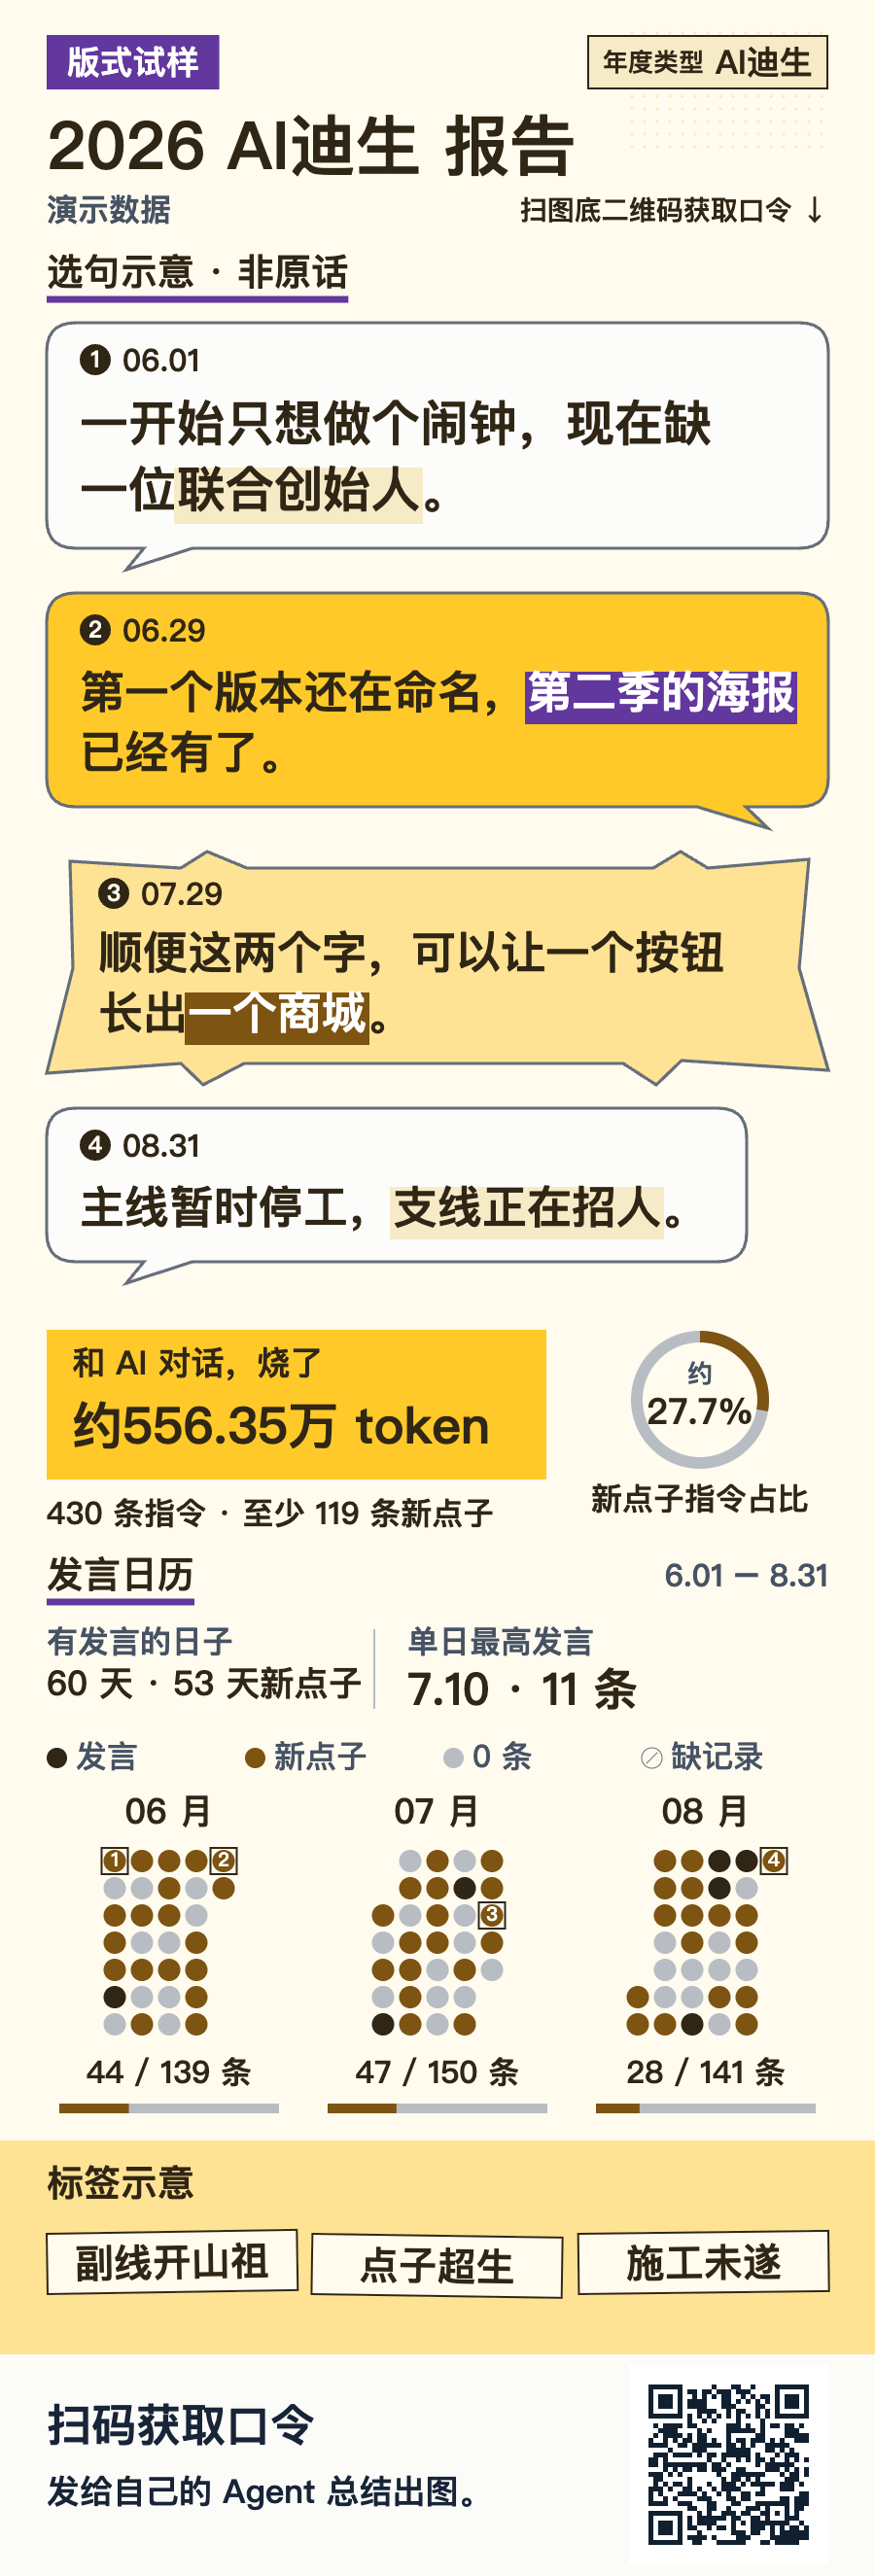 版式试样
年度类型 AI迪生
2026 AI迪生 报告
演示数据
扫图底二维码获取口令 ↓
选句示意 · 非原话
1 06.01
一开始只想做个闹钟，现在缺
一位联合创始人。
2 06.29
第一个版本还在命名，第二季的海报
已经有了。
3 07.29
顺便这两个字，可以让一个按钮
长出一个商城。
4 08.31
主线暂时停工，支线正在招人。
和 AI 对话，烧了
约556.35万 token
约
27.7%
新点子指令占比
430 条指令 · 至少 119 条新点子
发言日历
6.01 — 8.31
有发言的日子
60 天 · 53 天新点子
单日最高发言
7.10 · 11 条
发言
新点子
0 条
缺记录
06 月
07 月
08 月
1
2
3
4
44 / 139 条
47 / 150 条
28 / 141 条
标签示意
副线开山祖
点子超生
施工未遂
扫码获取口令
发给自己的 Agent 总结出图。